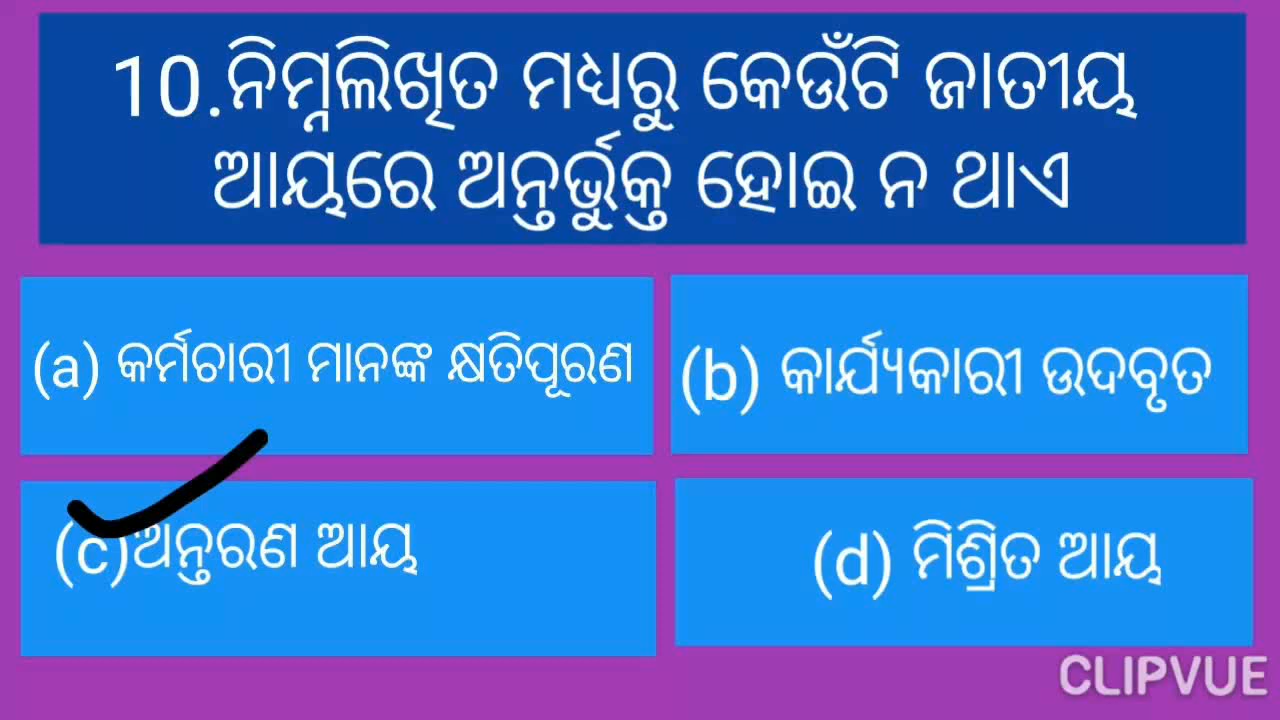 10.ନିମ୍ନଲିଖିତ ମଧ୍ୟରୁ କେଉଁଟି ଜାତୀୟ
ଆୟରେ ଅନ୍ତର୍ଭୁକ୍ତ ହୋଇ ନ ଥାଏ
(a) କର୍ମଚାରୀ ମାନଙ୍କ କ୍ଷତିପୂରଣ
(b) କାର୍ଯ୍ୟକାରୀ ଉଦବୃତ
(c)ଅନ୍ତରଣ ଆୟ
(d) ମିଶ୍ରିତ ଆୟ
CLIPVUE